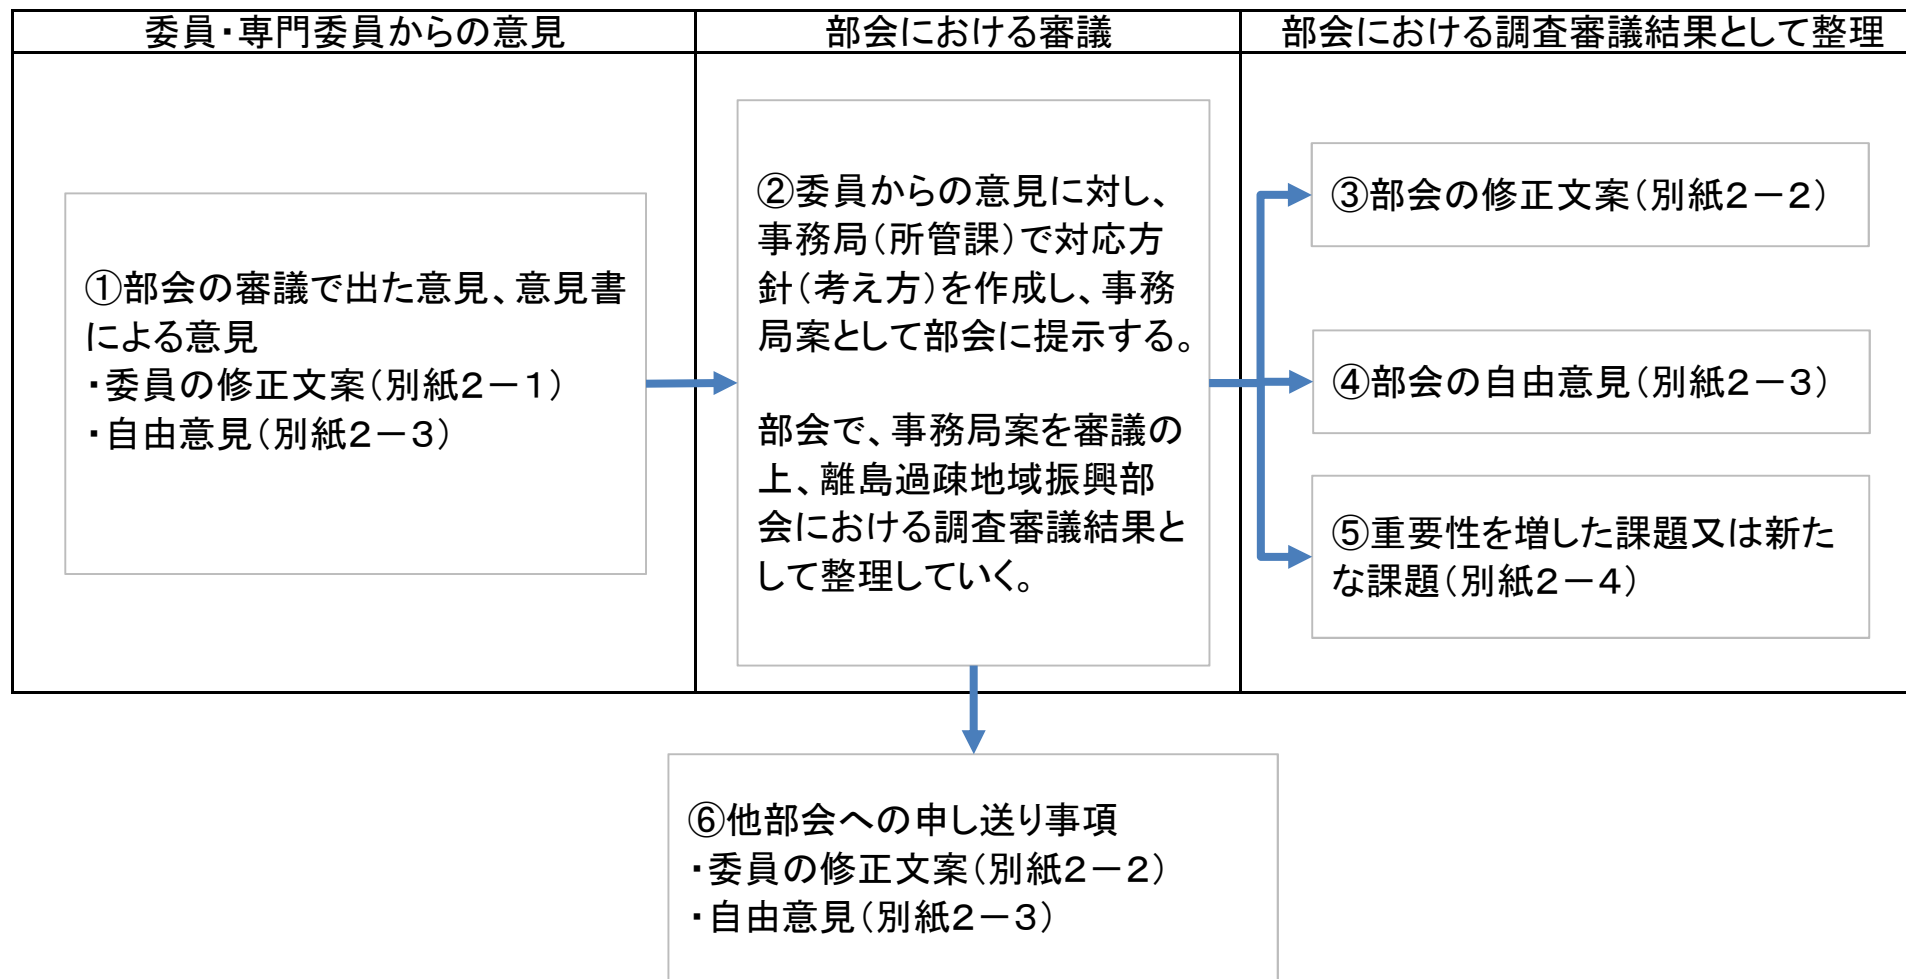 委員・専門委員からの意見
部会における審議
部会における調査審議結果として整理
①部会の審議で出た意見、意見書
による意見
・委員の修正文案(別紙2－1)
・自由意見(別紙2－3)
②委員からの意見に対し、
事務局(所管課)で対応方
針(考え方)を作成し、事務
局案として部会に提示する。
部会で、事務局案を審議の
上、離島過疎地域振興部
会における調査審議結果と
して整理していく。
③部会の修正文案(別紙2－2)
④部会の自由意見(別紙2－3)
⑤重要性を増した課題又は新た
な課題(別紙2－4)
⑥他部会への申し送り事項
・委員の修正文案(別紙2－2)
・自由意見(別紙2－3)